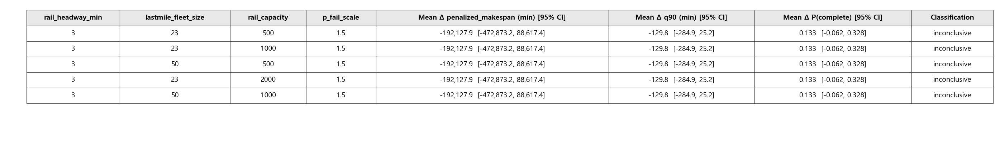 rail_headway_min lastmile_fleet_size rail_capacity p_fail_scale Mean Δ penalized_makespan (min) [95% CI] Mean Δ q90 (min) [95% CI] Mean Δ P(complete) [95% CI] Classification
3 23 500 1.5 -192,127.9 [-472,873.2, 88,617.4] -129.8 [-284.9, 25.2] 0.133 [-0.062, 0.328] inconclusive
3 23 1000 1.5 -192,127.9 [-472,873.2, 88,617.4] -129.8 [-284.9, 25.2] 0.133 [-0.062, 0.328] inconclusive
3 50 500 1.5 -192,127.9 [-472,873.2, 88,617.4] -129.8 [-284.9, 25.2] 0.133 [-0.062, 0.328] inconclusive
3 23 2000 1.5 -192,127.9 [-472,873.2, 88,617.4] -129.8 [-284.9, 25.2] 0.133 [-0.062, 0.328] inconclusive
3 50 1000 1.5 -192,127.9 [-472,873.2, 88,617.4] -129.8 [-284.9, 25.2] 0.133 [-0.062, 0.328] inconclusive